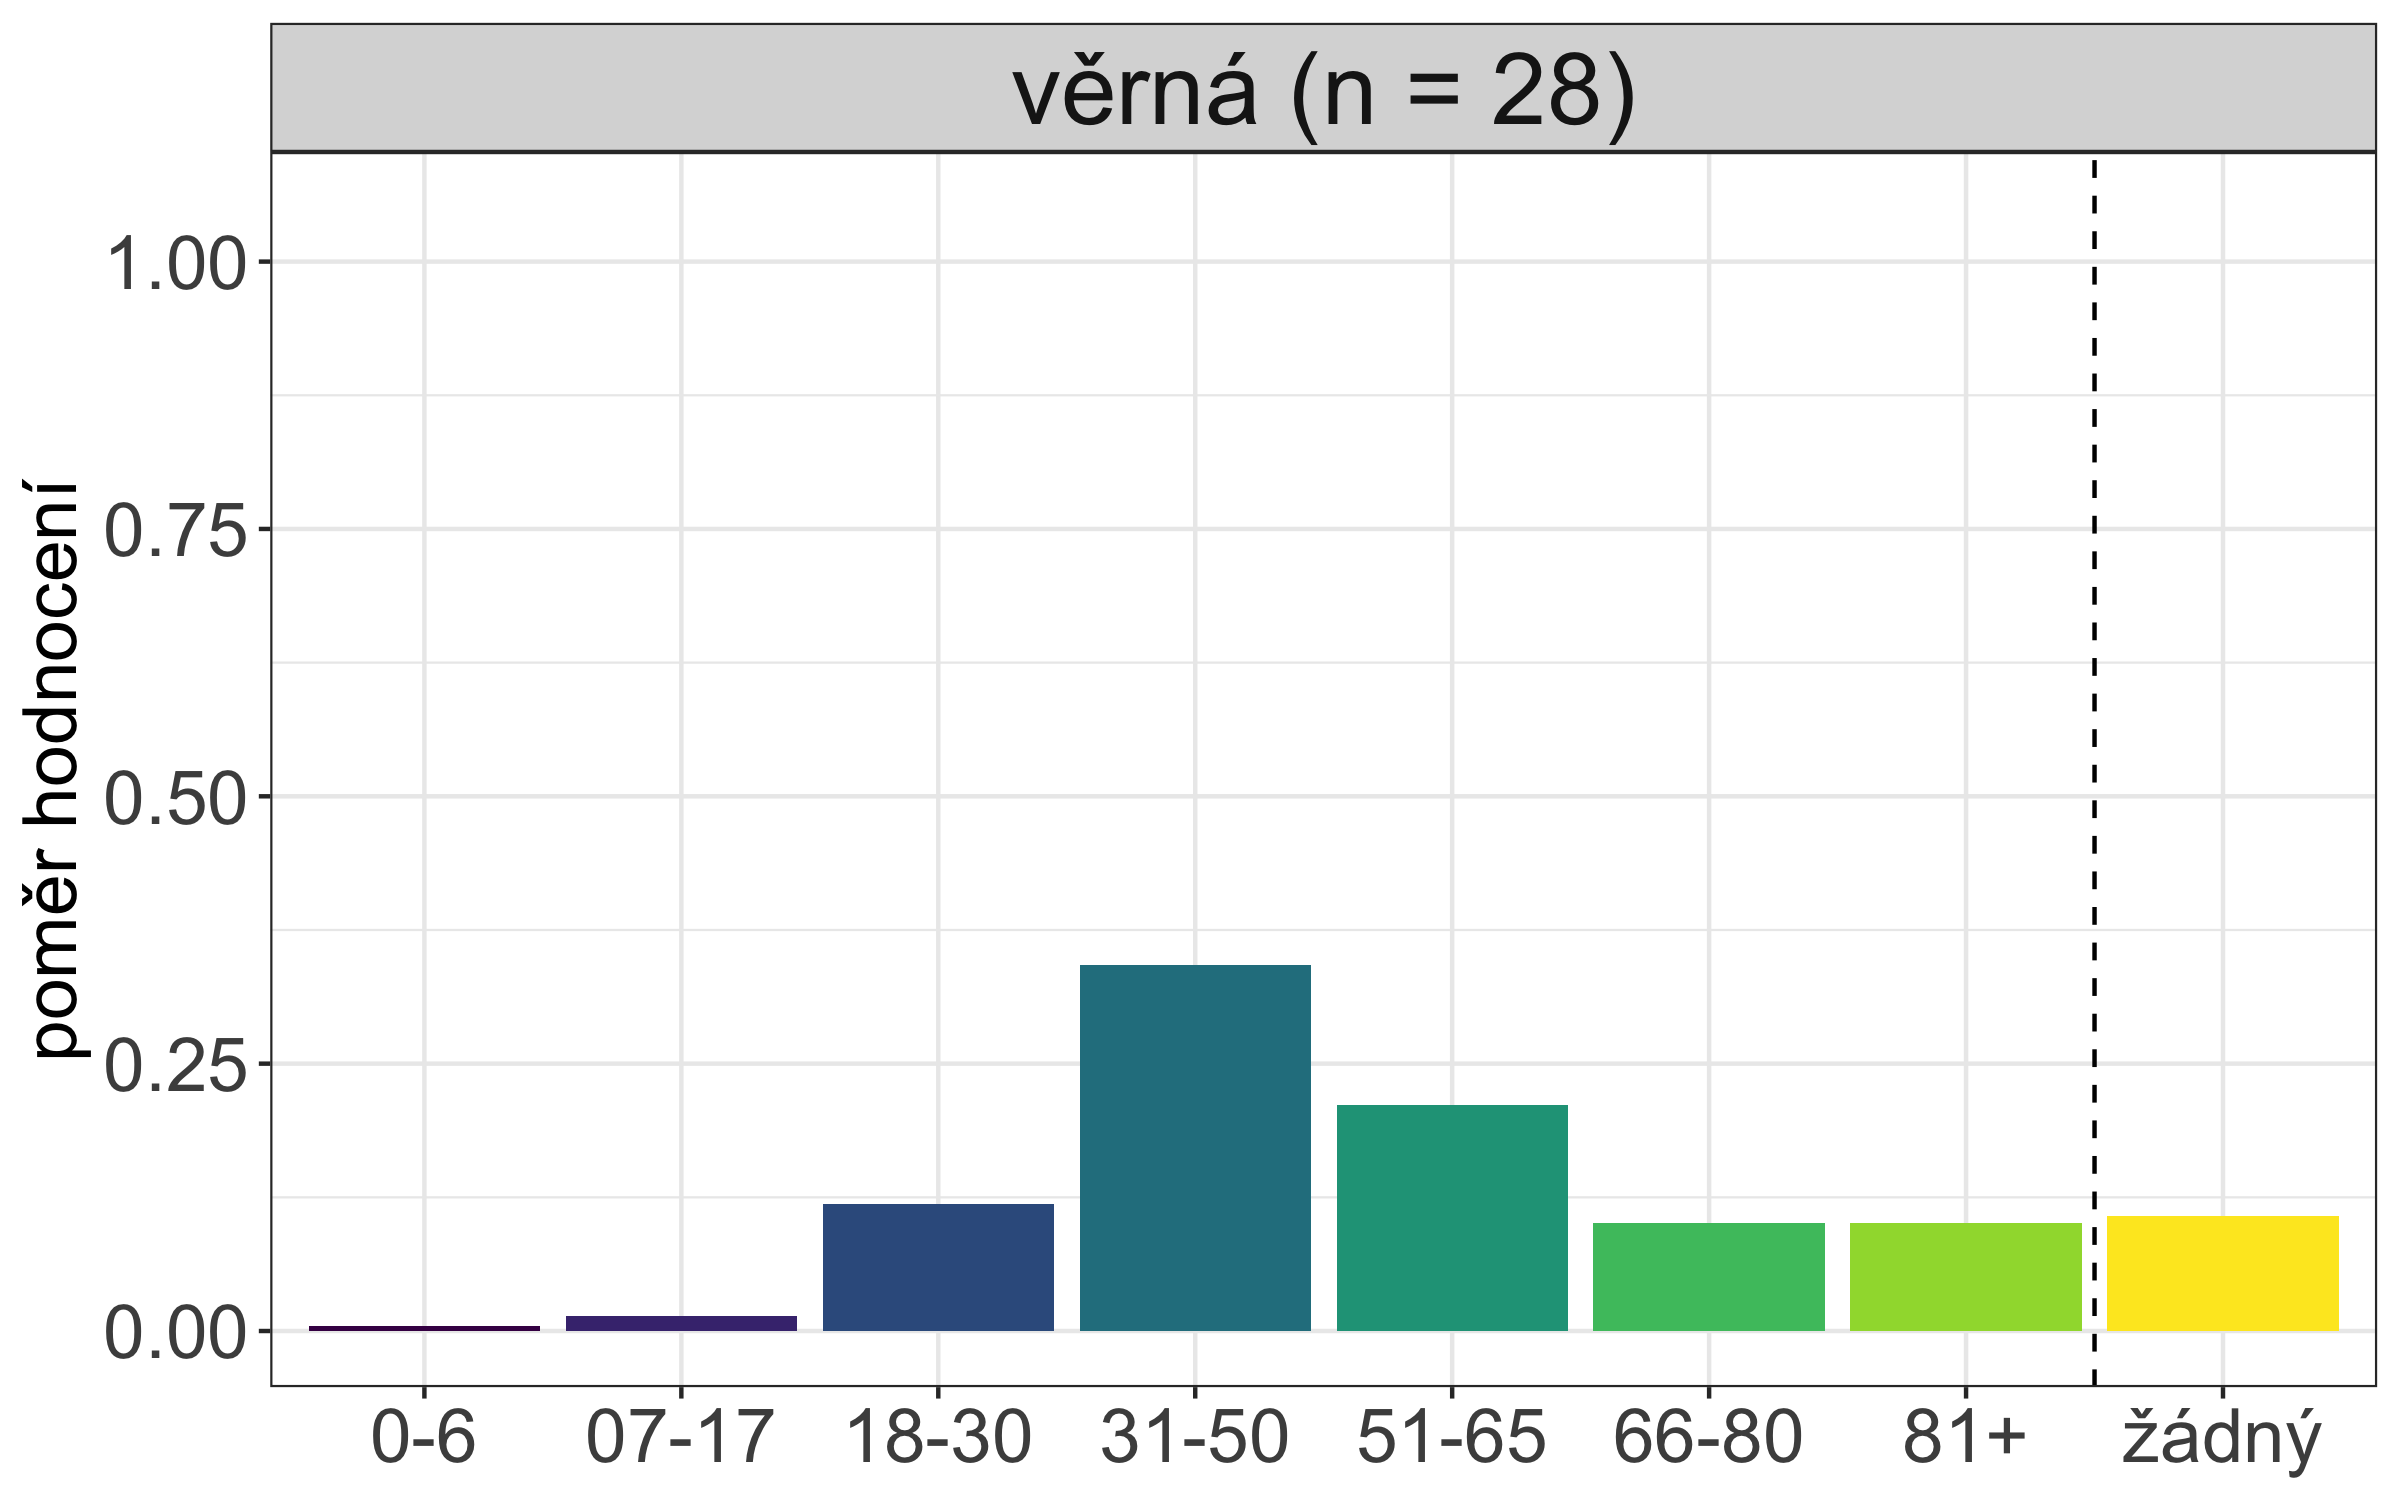 věrná (n = 28)
poměr hodnocení
1.00
0.75
0.50
0.25
0.00
0-6 07-17 18-30 31-50 51-65 66-80 81+ žádný